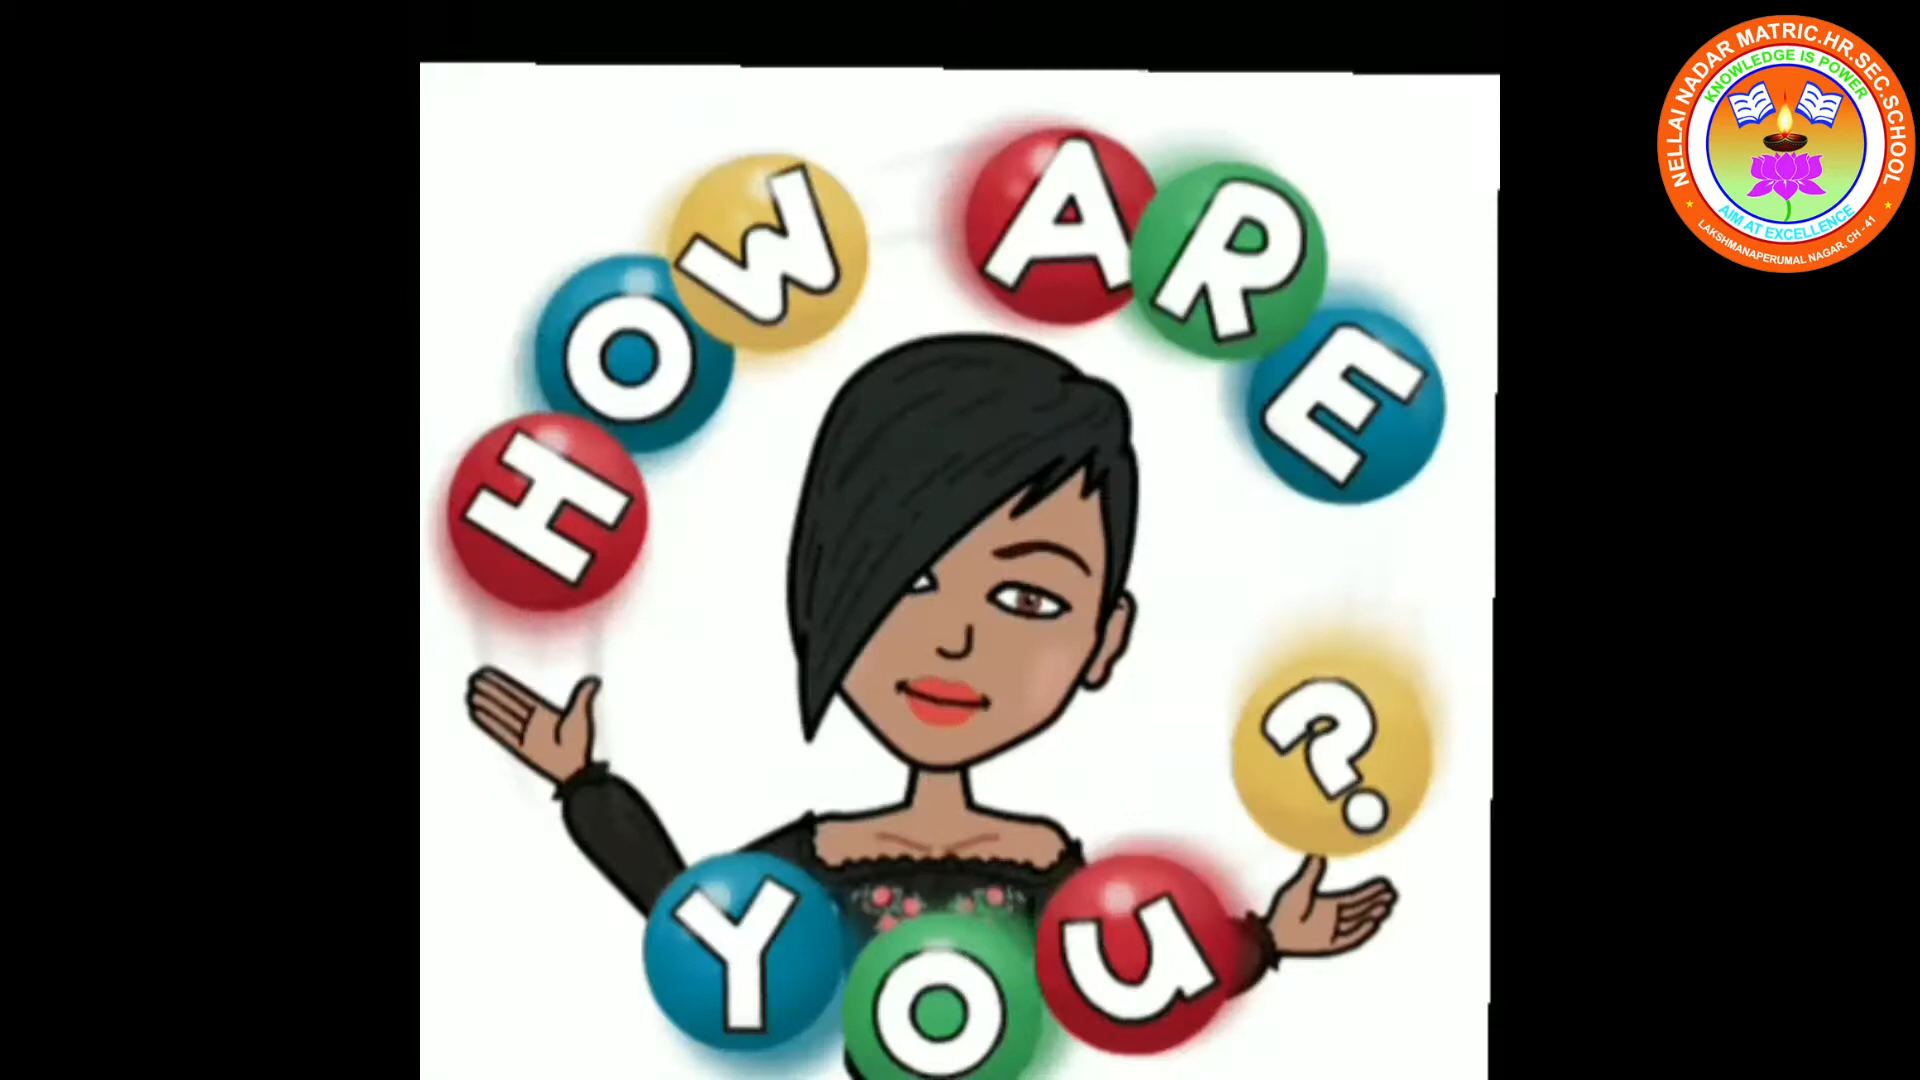 HOW ARE
YOU?
NELLAI NADAR MATRIC.HR.SEC.SCHOOL
KNOWLEDGE IS POWER
AIM AT EXCELLENCE
LAKSHMANAPERUMAL NAGAR, CH - 41